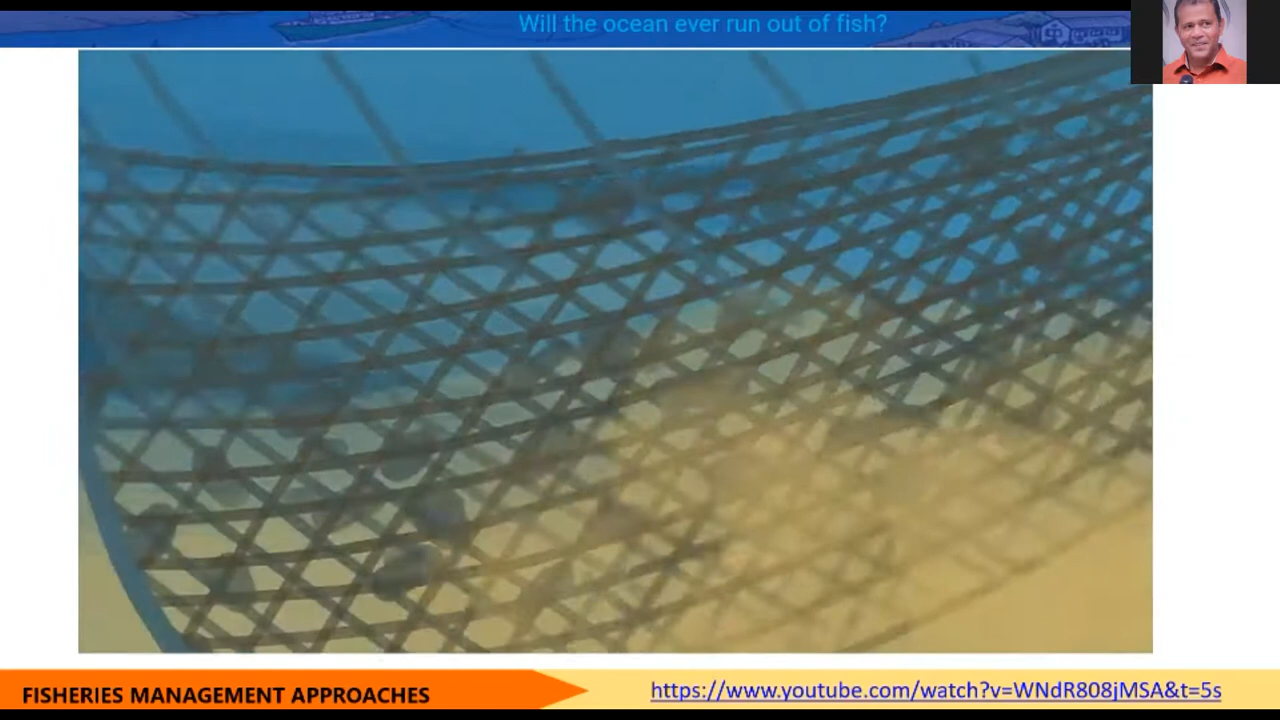 Will the ocean ever run out of fish?
FISHERIES MANAGEMENT APPROACHES
https://www.youtube.com/watch?v=WNdR808jMSA&t=5s